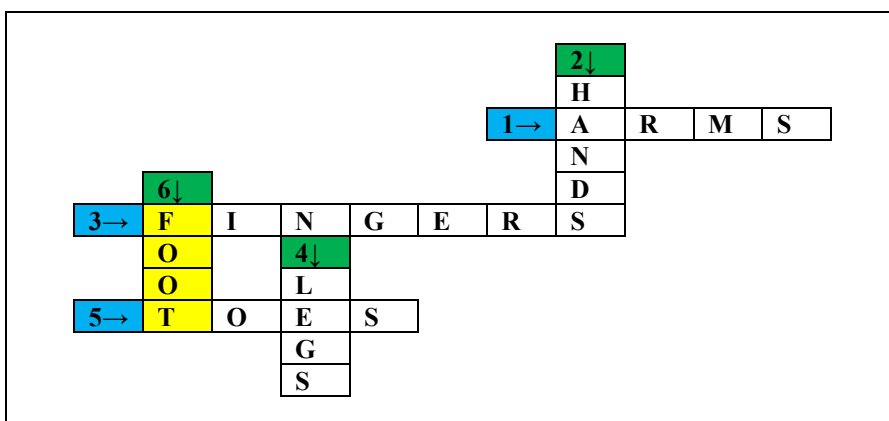 2↓
H
1→ A R M S
N
6↓ D
3→ F I N G E R S
O 4↓
O L
5→ T O E S
G
S